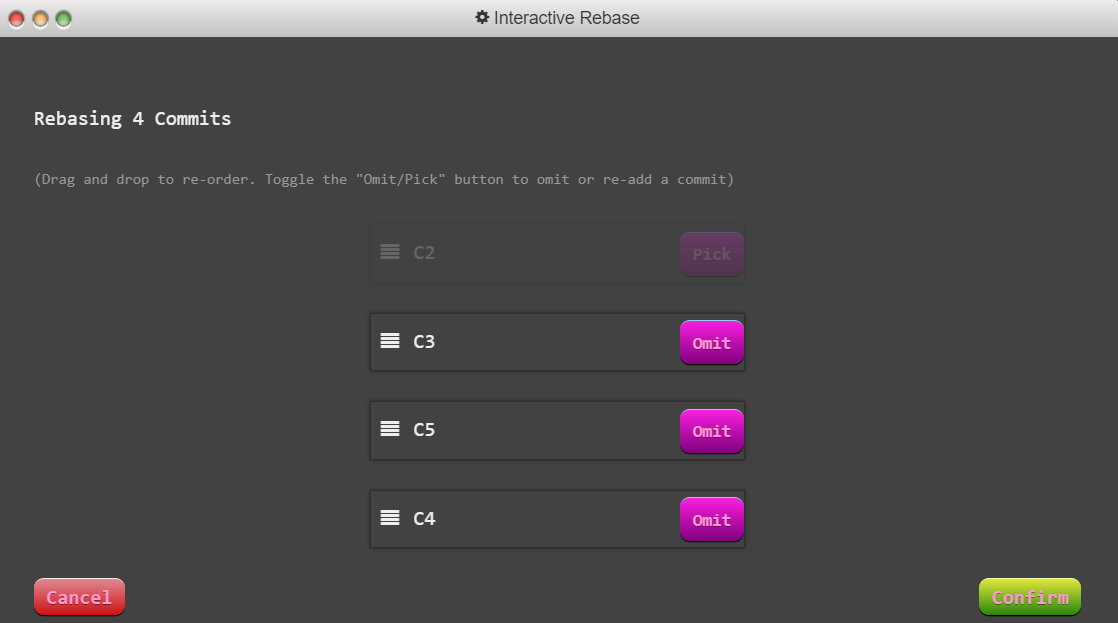 Interactive Rebase
Rebasing 4 Commits
(Drag and drop to re-order. Toggle the "Omit/Pick" button to omit or re-add a commit)
C2 Pick
C3 Omit
C5 Omit
C4 Omit
Cancel Confirm